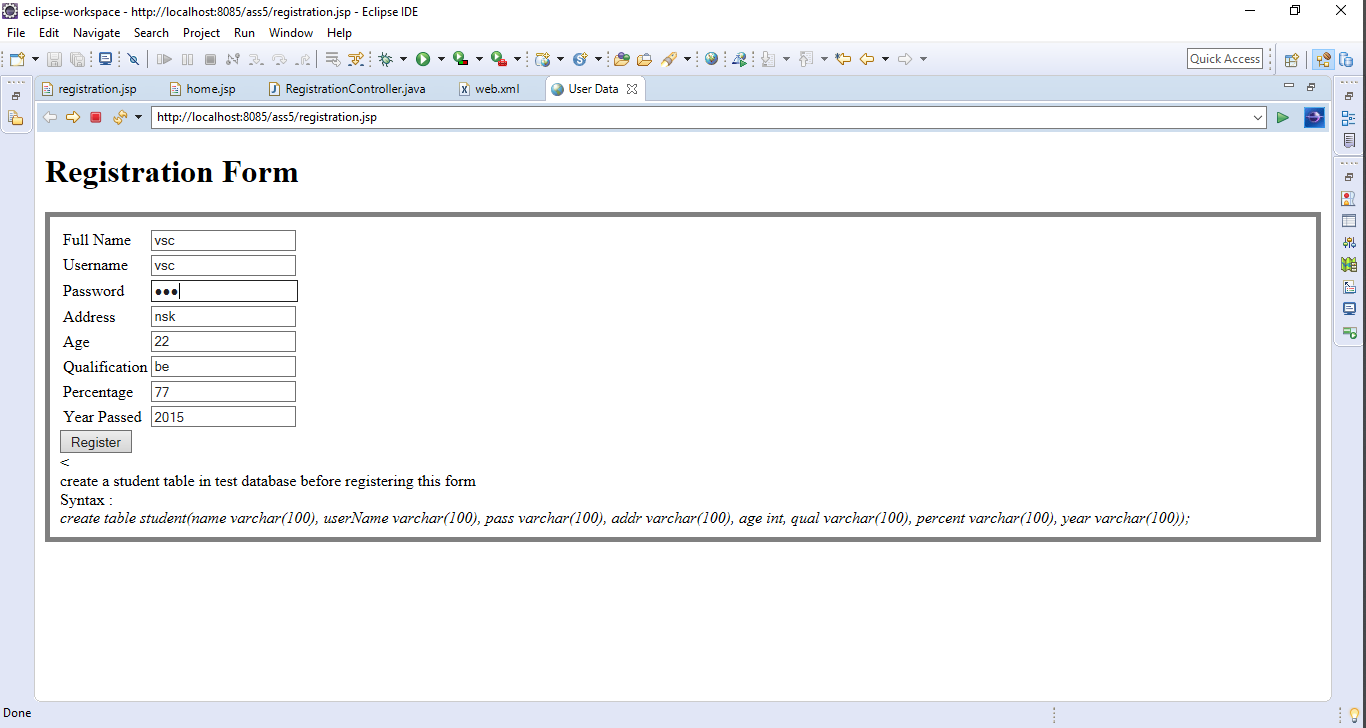 eclipse-workspace - http://localhost:8085/ass5/registration.jsp - Eclipse IDE
File Edit Navigate Search Project Run Window Help
Quick Access
registration.jsp home.jsp RegistrationController.java web.xml User Data
http://localhost:8085/ass5/registration.jsp
Registration Form
Full Name vsc
Username vsc
Password •••
Address nsk
Age 22
Qualification be
Percentage 77
Year Passed 2015
Register
<
create a student table in test database before registering this form
Syntax :
create table student(name varchar(100), userName varchar(100), pass varchar(100), addr varchar(100), age int, qual varchar(100), percent varchar(100), year varchar(100));
Done